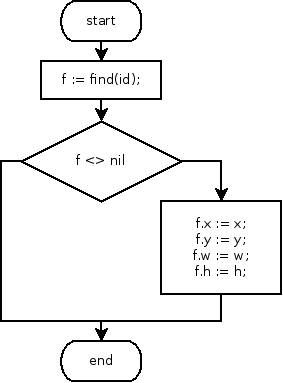 start
f := find(id);
f <> nil
f.x := x;
f.y := y;
f.w := w;
f.h := h;
end